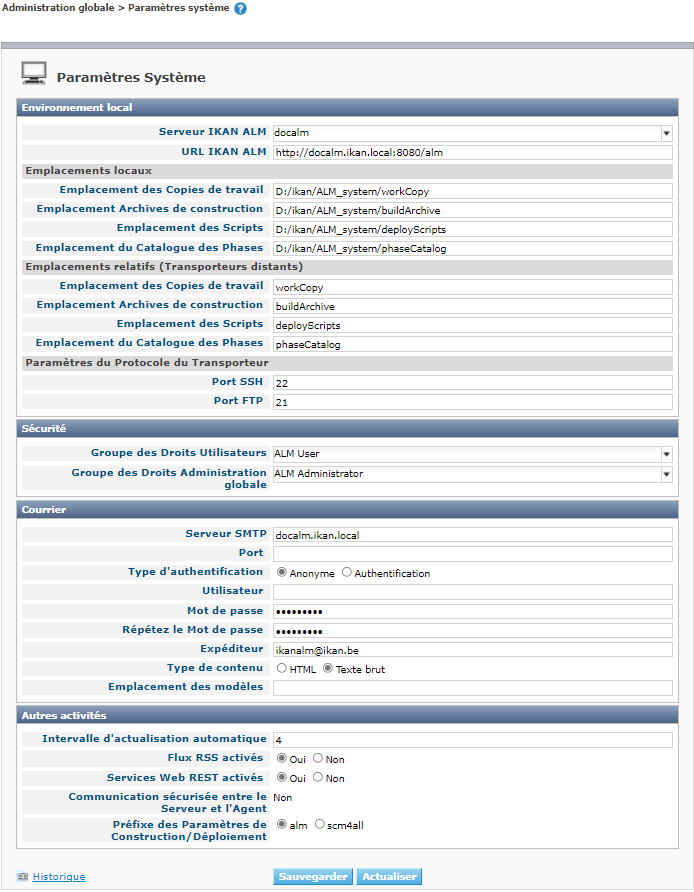 Administration globale > Paramètres système ?
Paramètres Système
Environnement local
Serveur IKAN ALM docalm
URL IKAN ALM http://docalm.ikan.local:8080/alm
Emplacements locaux
Emplacement des Copies de travail D:/ikan/ALM_system/workCopy
Emplacement Archives de construction D:/ikan/ALM_system/buildArchive
Emplacement des Scripts D:/ikan/ALM_system/deployScripts
Emplacement du Catalogue des Phases D:/ikan/ALM_system/phaseCatalog
Emplacements relatifs (Transporteurs distants)
Emplacement des Copies de travail workCopy
Emplacement Archives de construction buildArchive
Emplacement des Scripts deployScripts
Emplacement du Catalogue des Phases phaseCatalog
Paramètres du Protocole du Transporteur
Port SSH 22
Port FTP 21
Sécurité
Groupe des Droits Utilisateurs ALM User
Groupe des Droits Administration ALM Administrator
globale
Courrier
Serveur SMTP docalm.ikan.local
Port
Type d'authentification Anonyme Authentification
Utilisateur
Mot de passe •••••••••
Répétez le Mot de passe •••••••••
Expéditeur ikanalm@ikan.be
Type de contenu HTML Texte brut
Emplacement des modèles
Autres activités
Intervalle d'actualisation automatique 4
Flux RSS activés Oui Non
Services Web REST activés Oui Non
Communication sécurisée entre le Non
Serveur et l'Agent
Préfixe des Paramètres de alm scm4all
Construction/Déploiement
Historique Sauvegarder Actualiser